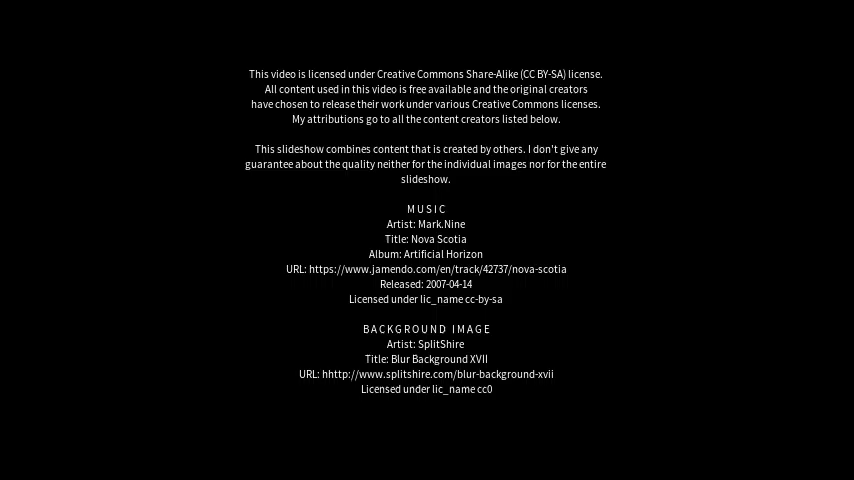 This video is licensed under Creative Commons Share-Alike (CC BY-SA) license.
All content used in this video is free available and the original creators
have chosen to release their work under various Creative Commons licenses.
My attributions go to all the content creators listed below.
This slideshow combines content that is created by others. I don't give any
guarantee about the quality neither for the individual images nor for the entire
slideshow.
MUSIC
Artist: Mark.Nine
Title: Nova Scotia
Album: Artificial Horizon
URL: https://www.jamendo.com/en/track/42737/nova-scotia
Released: 2007-04-14
Licensed under lic_name cc-by-sa
BACKGROUND IMAGE
Artist: SplitShire
Title: Blur Background XVII
URL: hhttp://www.splitshire.com/blur-background-xvii
Licensed under lic_name cc0